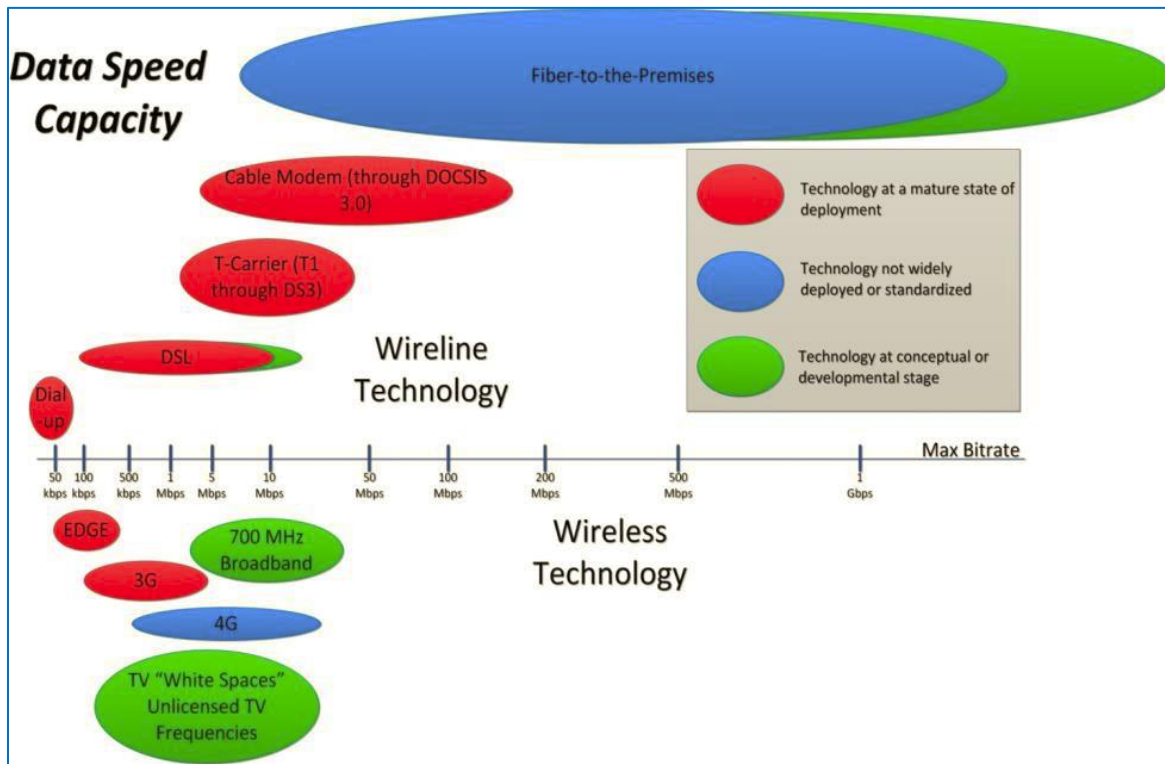 Data Speed
Capacity
Fiber-to-the-Premises
Cable Modem (through DOCSIS
3.0)
T-Carrier (T1
through DS3)
DSL
Dial
-up
Wireline
Technology
Technology at a mature state of
deployment
Technology not widely
deployed or standardized
Technology at conceptual or
developmental stage
Max Bitrate
50
kbps
100
kbps
500
kbps
1
Mbps
5
Mbps
10
Mbps
50
Mbps
100
Mbps
200
Mbps
500
Mbps
1
Gbps
EDGE
700 MHz
Broadband
3G
4G
TV “White Spaces”
Unlicensed TV
Frequencies
Wireless
Technology